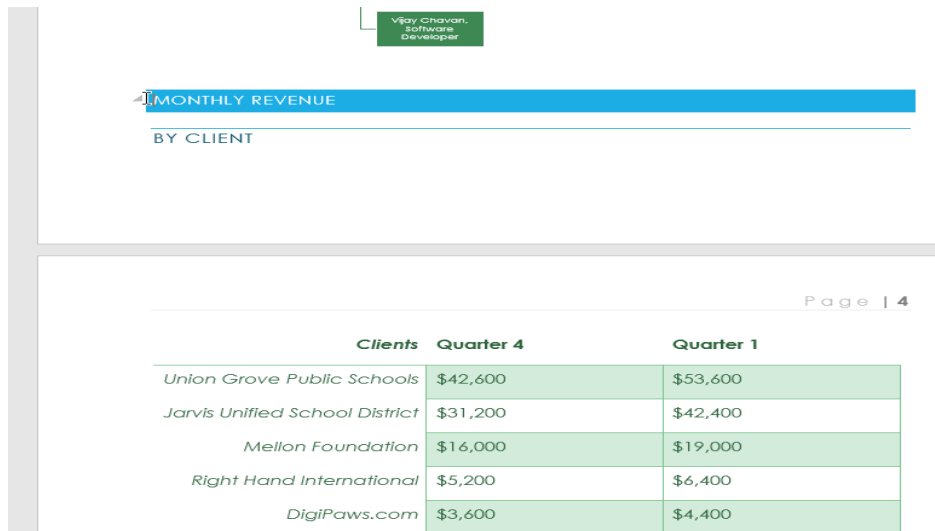 Vijay Chavan,
Software
Developer
MONTHLY REVENUE
BY CLIENT
Page | 4
Clients Quarter 4 Quarter 1
Union Grove Public Schools $42,600 $53,600
Jarvis Unified School District $31,200 $42,400
Mellon Foundation $16,000 $19,000
Right Hand International $5,200 $6,400
DigiPaws.com $3,600 $4,400